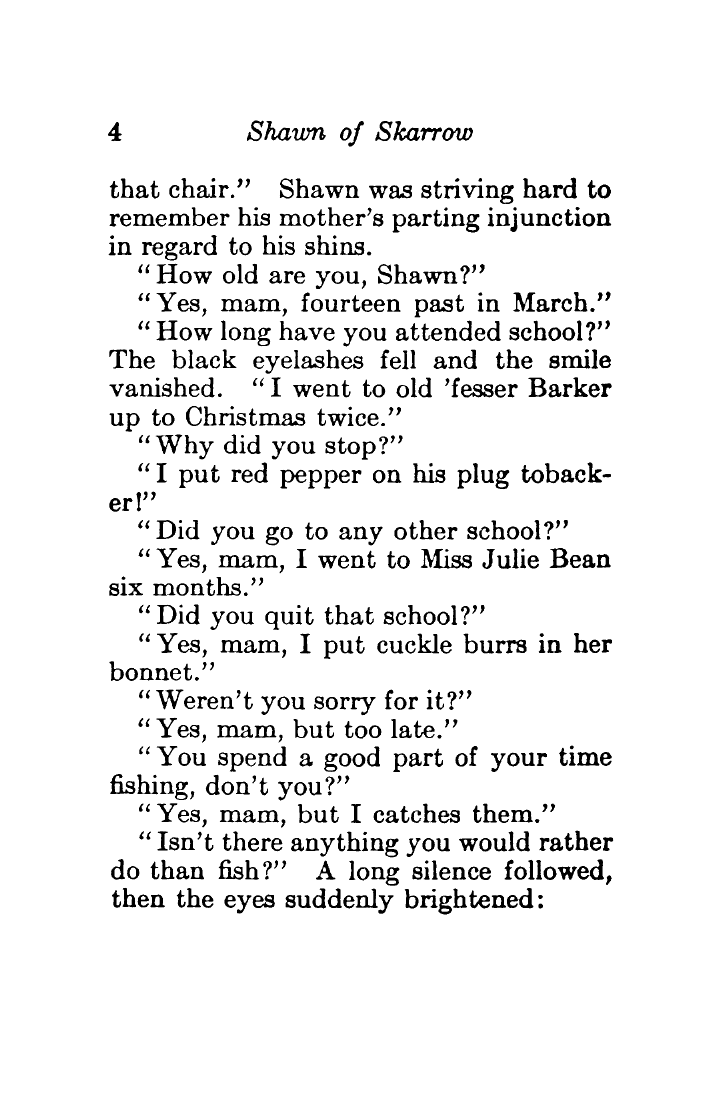 4 Shawn of Skarrow
that chair.” Shawn was striving hard to
remember his mother’s parting injunction
in regard to his shins.
“How old are you, Shawn?”
“Yes, mam, fourteen past in March.”
“How long have you attended school?”
The black eyelashes fell and the smile
vanished. “I went to old ’fesser Barker
up to Christmas twice.”
“Why did you stop?”
“I put red pepper on his plug toback-
er!”
“Did you go to any other school?”
“Yes, mam, I went to Miss Julie Bean
six months.”
“Did you quit that school?”
“Yes, mam, I put cuckle burrs in her
bonnet.”
“Weren’t you sorry for it?”
“Yes, mam, but too late.”
“You spend a good part of your time
fishing, don’t you?”
“Yes, mam, but I catches them.”
“Isn’t there anything you would rather
do than fish?” A long silence followed,
then the eyes suddenly brightened: